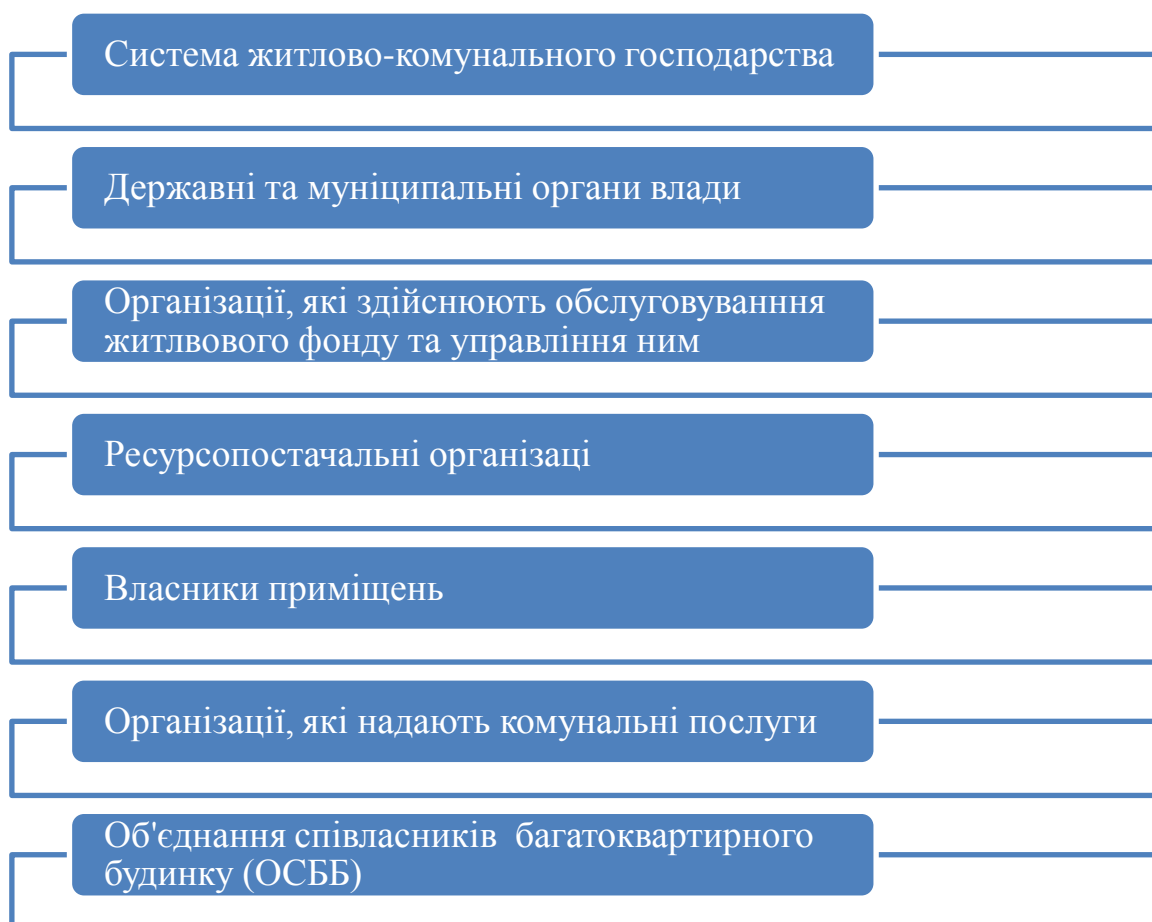 Система житлово-комунального господарства
Державні та муніципальні органи влади
Організації, які здійснюють обслуговуванння
житлвового фонду та управління ним
Ресурсопостачальні організаці
Власники приміщень
Організації, які надають комунальні послуги
Об'єднання співласників багатоквартирного
будинку (ОСББ)